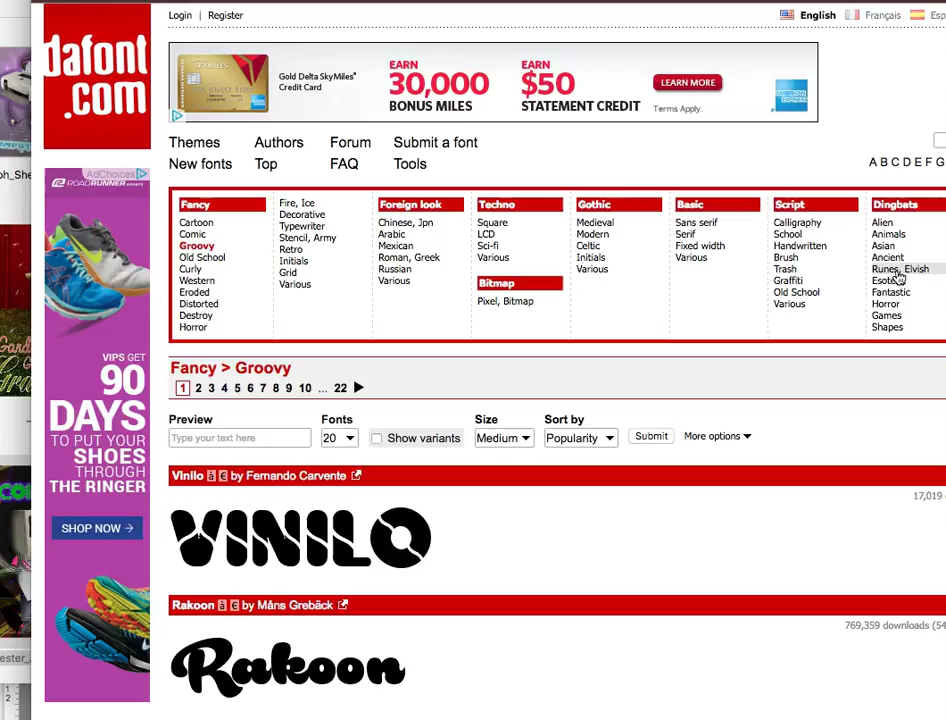 Login | Register
English Français Esp
dafont
.com
Gold Delta SkyMiles®
Credit Card
EARN
30,000
BONUS MILES
EARN
$50
STATEMENT CREDIT
LEARN MORE
Terms Apply.
Themes Authors Forum Submit a font
New fonts Top FAQ Tools
A B C D E F G
AdChoices
ROADRUNNER SPORTS
VIPS GET
90
DAYS
TO PUT YOUR
SHOES
THROUGH
THE RINGER
SHOP NOW →
Fancy
Cartoon
Comic
Groovy
Old School
Curly
Western
Eroded
Distorted
Destroy
Horror
Fire, Ice
Decorative
Typewriter
Stencil, Army
Retro
Initials
Grid
Various
Foreign look
Chinese, Jpn
Arabic
Mexican
Roman, Greek
Russian
Various
Techno
Square
LCD
Sci-fi
Various
Bitmap
Pixel, Bitmap
Gothic
Medieval
Modern
Celtic
Initials
Various
Basic
Sans serif
Serif
Fixed width
Various
Script
Calligraphy
School
Handwritten
Brush
Trash
Graffiti
Old School
Various
Dingbats
Alien
Animals
Asian
Ancient
Runes, Elvish
Esote
Fantastic
Horror
Games
Shapes
Fancy > Groovy
1 2 3 4 5 6 7 8 9 10 ... 22
Preview Fonts Size Sort by
Type your text here 20 Show variants Medium Popularity Submit More options
Vinilo à € by Fernando Carvente
17,019
VINILO
Rakoon à € by Måns Grebäck
769,359 downloads (54
Rakoon